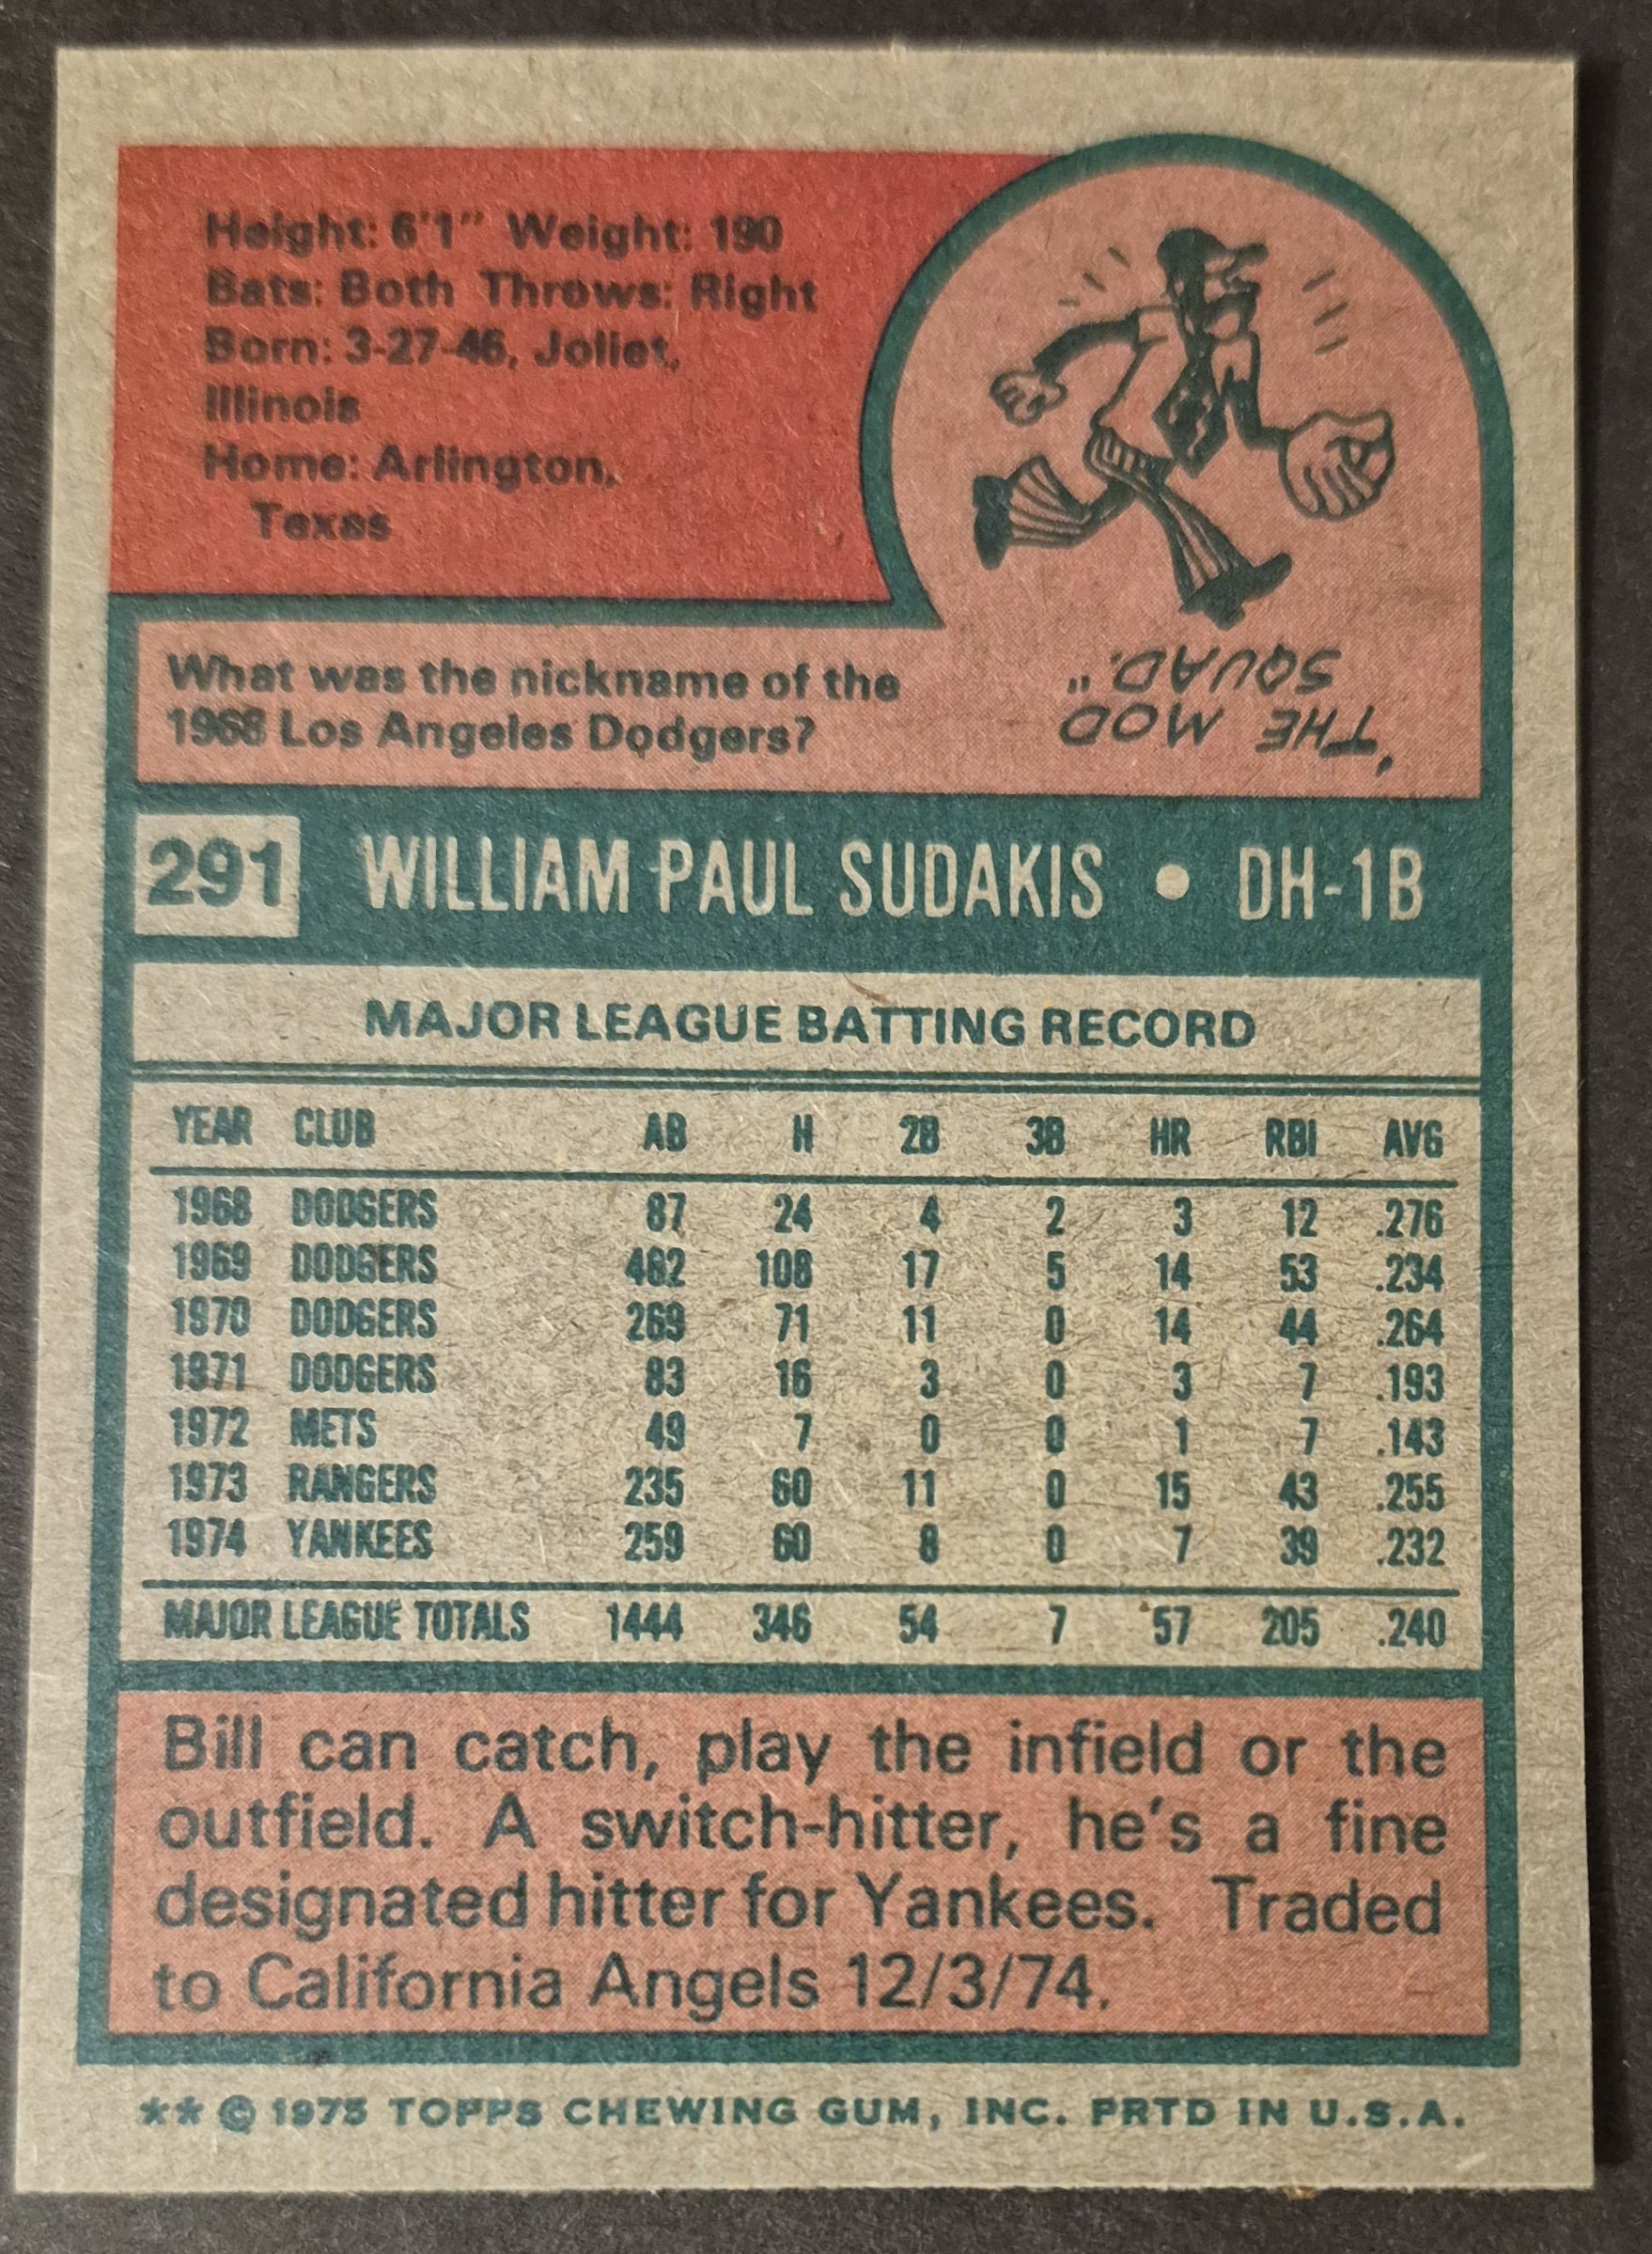 Height: 6'1" Weight: 190
Bats: Both Throws: Right
Born: 3-27-46, Joliet,
Illinois
Home: Arlington,
Texas
What was the nickname of the
1968 Los Angeles Dodgers?
"THE MOD
SQUAD."
291 WILLIAM PAUL SUDAKIS • DH-1B
MAJOR LEAGUE BATTING RECORD
YEAR CLUB AB H 2B 3B HR RBI AVG
1968 DODGERS 87 24 4 2 3 12 .276
1969 DODGERS 462 108 17 5 14 53 .234
1970 DODGERS 269 71 11 0 14 44 .264
1971 DODGERS 83 16 3 0 3 7 .193
1972 METS 49 7 0 0 1 7 .143
1973 RANGERS 235 60 11 0 15 43 .255
1974 YANKEES 259 60 8 0 7 39 .232
MAJOR LEAGUE TOTALS 1444 346 54 7 57 205 .240
Bill can catch, play the infield or the
outfield. A switch-hitter, he's a fine
designated hitter for Yankees. Traded
to California Angels 12/3/74.
** © 1975 TOPPS CHEWING GUM, INC. PRTD IN U.S.A.